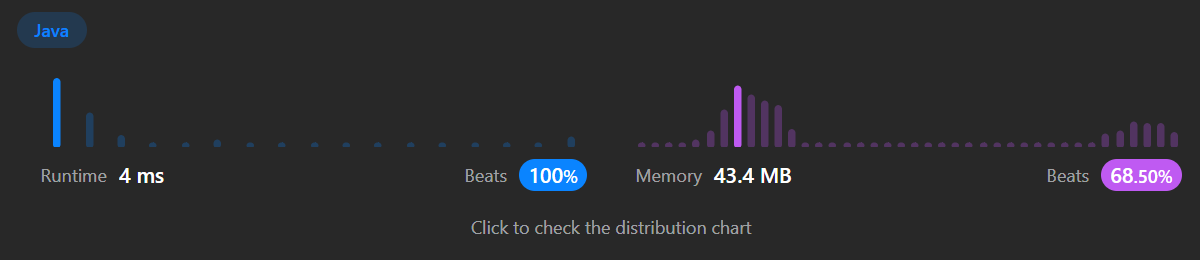 Java
Runtime 4 ms Beats 100% Memory 43.4 MB Beats 68.50%
Click to check the distribution chart